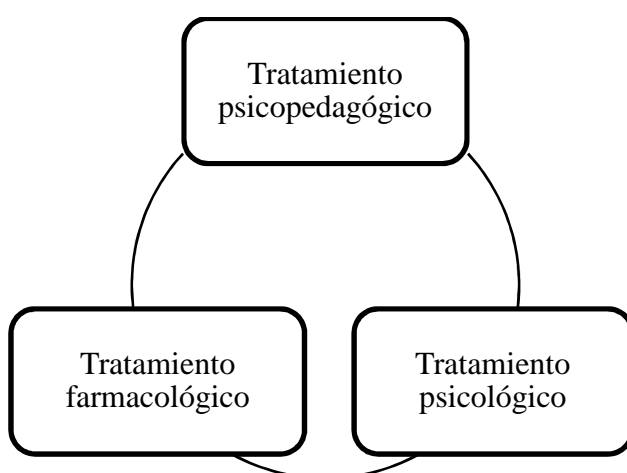 Tratamiento
psicopedagógico
Tratamiento
farmacológico
Tratamiento
psicológico